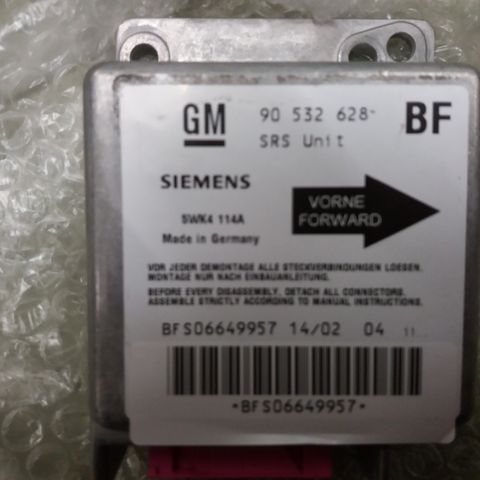 GM 90 532 628- BF
SRS Unit
SIEMENS
5WK4 114A
Made in Germany
VORNE
FORWARD
VOR JEDER DEMONTAGE ALLE STECKVERBINDUNGEN LOESEN.
MONTAGE NUR NACH EINBAUANLEITUNG.
BEFORE EVERY DISASSEMBLY. DETACH ALL CONNECTORS.
ASSEMBLE STRICTLY ACCORDING TO MANUAL INSTRUCTIONS.
BFS06649957 14/02 04 11
*BFS06649957*